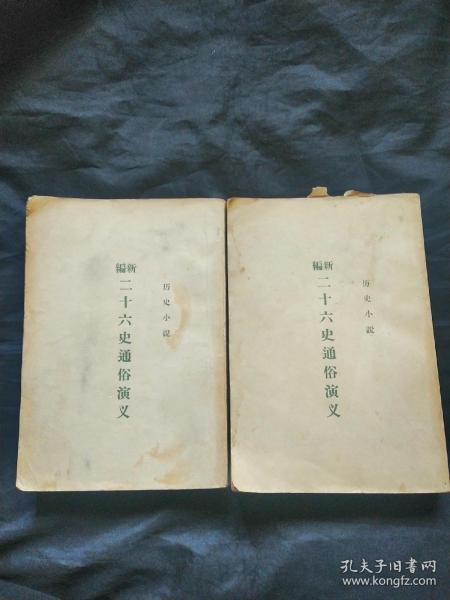 历史小説
新編
二十六史通俗演义
历史小説
新編
二十六史通俗演义
孔夫子旧书网
www.kongfz.com